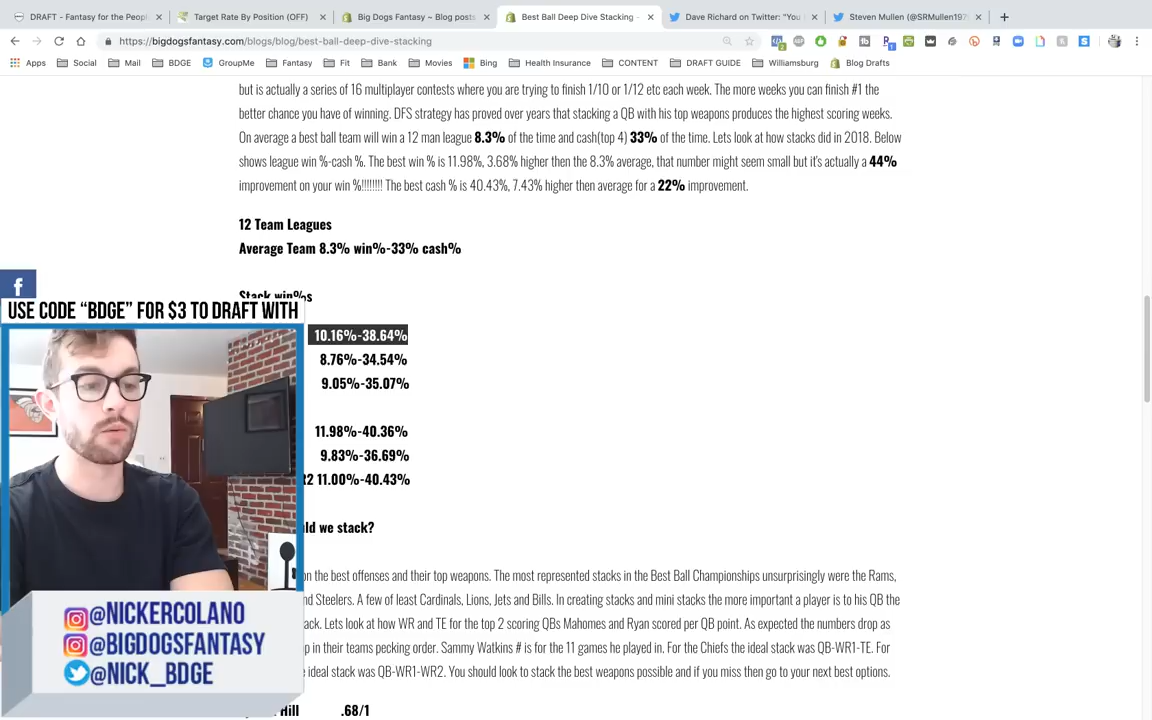 DRAFT - Fantasy for the Peopl
Target Rate By Position (OFF)
Big Dogs Fantasy ~ Blog posts
Best Ball Deep Dive Stacking -
Dave Richard on Twitter: "You
Steven Mullen (@SRMullen197
https://bigdogsfantasy.com/blogs/blog/best-ball-deep-dive-stacking
Apps Social Mail BDGE GroupMe Fantasy Fit Bank Movies Bing Health Insurance CONTENT DRAFT GUIDE Williamsburg Blog Drafts
but is actually a series of 16 multiplayer contests where you are trying to finish 1/10 or 1/12 etc each week. The more weeks you can finish #1 the
better chance you have of winning. DFS strategy has proved over years that stacking a QB with his top weapons produces the highest scoring weeks.
On average a best ball team will win a 12 man league 8.3% of the time and cash(top 4) 33% of the time. Lets look at how stacks did in 2018. Below
shows league win %-cash %. The best win % is 11.98%, 3.68% higher then the 8.3% average, that number might seem small but it's actually a 44%
improvement on your win %!!!!!!!! The best cash % is 40.43%, 7.43% higher then average for a 22% improvement.
12 Team Leagues
Average Team 8.3% win%-33% cash%
Stack win%s
10.16%-38.64%
8.76%-34.54%
9.05%-35.07%
11.98%-40.36%
9.83%-36.69%
R2 11.00%-40.43%
ld we stack?
on the best offenses and their top weapons. The most represented stacks in the Best Ball Championships unsurprisingly were the Rams,
and Steelers. A few of least Cardinals, Lions, Jets and Bills. In creating stacks and mini stacks the more important a player is to his QB the
tack. Lets look at how WR and TE for the top 2 scoring QBs Mahomes and Ryan scored per QB point. As expected the numbers drop as
p in their teams pecking order. Sammy Watkins # is for the 11 games he played in. For the Chiefs the ideal stack was QB-WR1-TE. For
ideal stack was QB-WR1-WR2. You should look to stack the best weapons possible and if you miss then go to your next best options.
Hill .68/1
USE CODE "BDGE" FOR $3 TO DRAFT WITH
@NICKERCOLANO
@BIGDOGSFANTASY
@NICK_BDGE